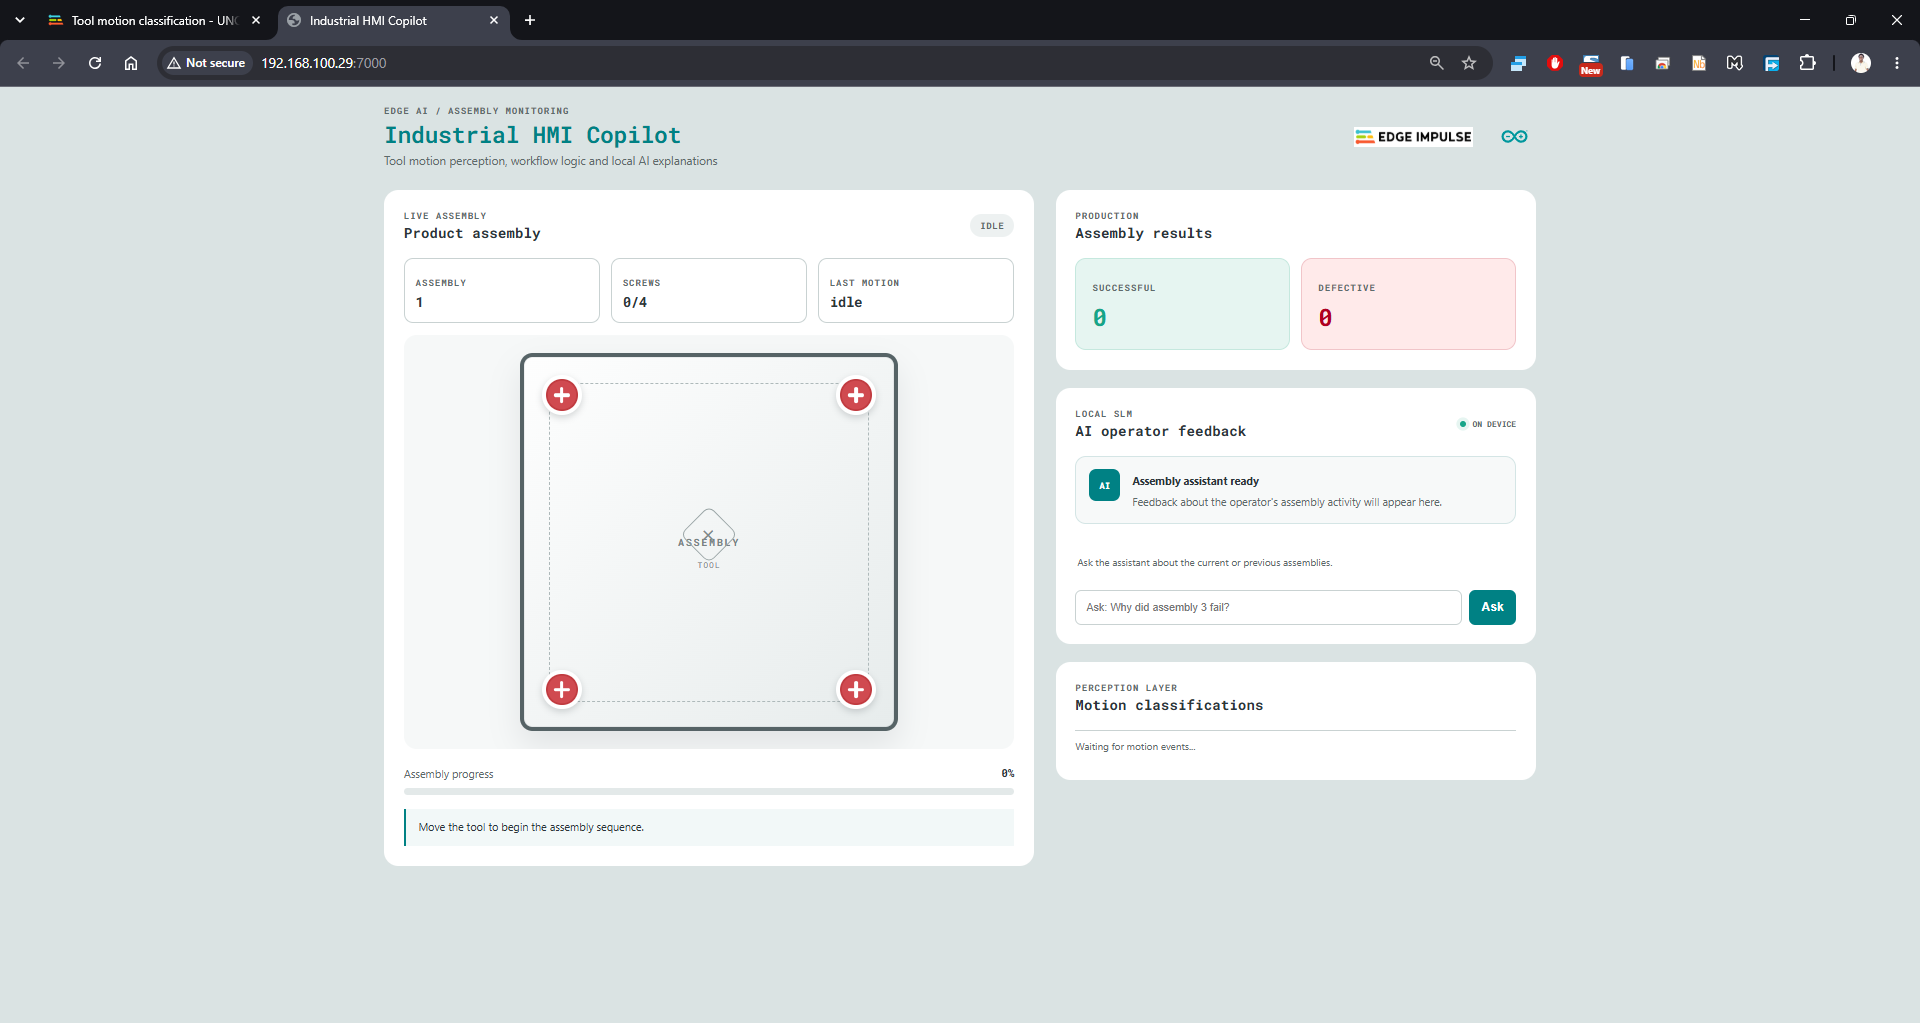 Tool motion classification - UNO
Industrial HMI Copilot
Not secure
192.168.100.29:7000
New
Nb
EDGE AI / ASSEMBLY MONITORING
Industrial HMI Copilot
Tool motion perception, workflow logic and local AI explanations
EDGE IMPULSE
LIVE ASSEMBLY
Product assembly
IDLE
ASSEMBLY
1
SCREWS
0/4
LAST MOTION
idle
ASSEMBLY
TOOL
Assembly progress
0%
Move the tool to begin the assembly sequence.
PRODUCTION
Assembly results
SUCCESSFUL
0
DEFECTIVE
0
LOCAL SLM
AI operator feedback
ON DEVICE
AI
Assembly assistant ready
Feedback about the operator's assembly activity will appear here.
Ask the assistant about the current or previous assemblies.
Ask: Why did assembly 3 fail?
Ask
PERCEPTION LAYER
Motion classifications
Waiting for motion events...